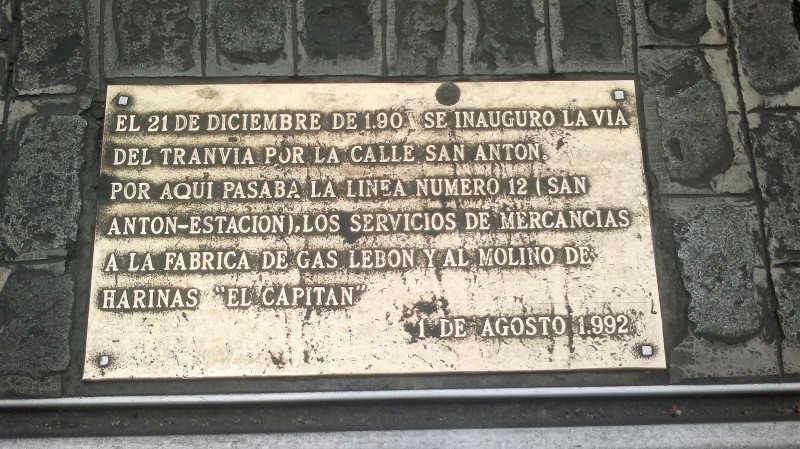 EL 21 DE DICIEMBRE DE SE INAUGURO LA VIA
DEL TRANVIA POR LA CALLE SAN ANTON.
POR AQUI PASABA LA LINEA NUMERO 12 (SAN
ANTON-ESTACION), LOS SERVICIOS DE MERCANCIAS
A LA FABRICA DE GAS LEBON Y AL MOLINO DE
HARINAS "EL CAPITAN"
1 DE AGOSTO 1.992